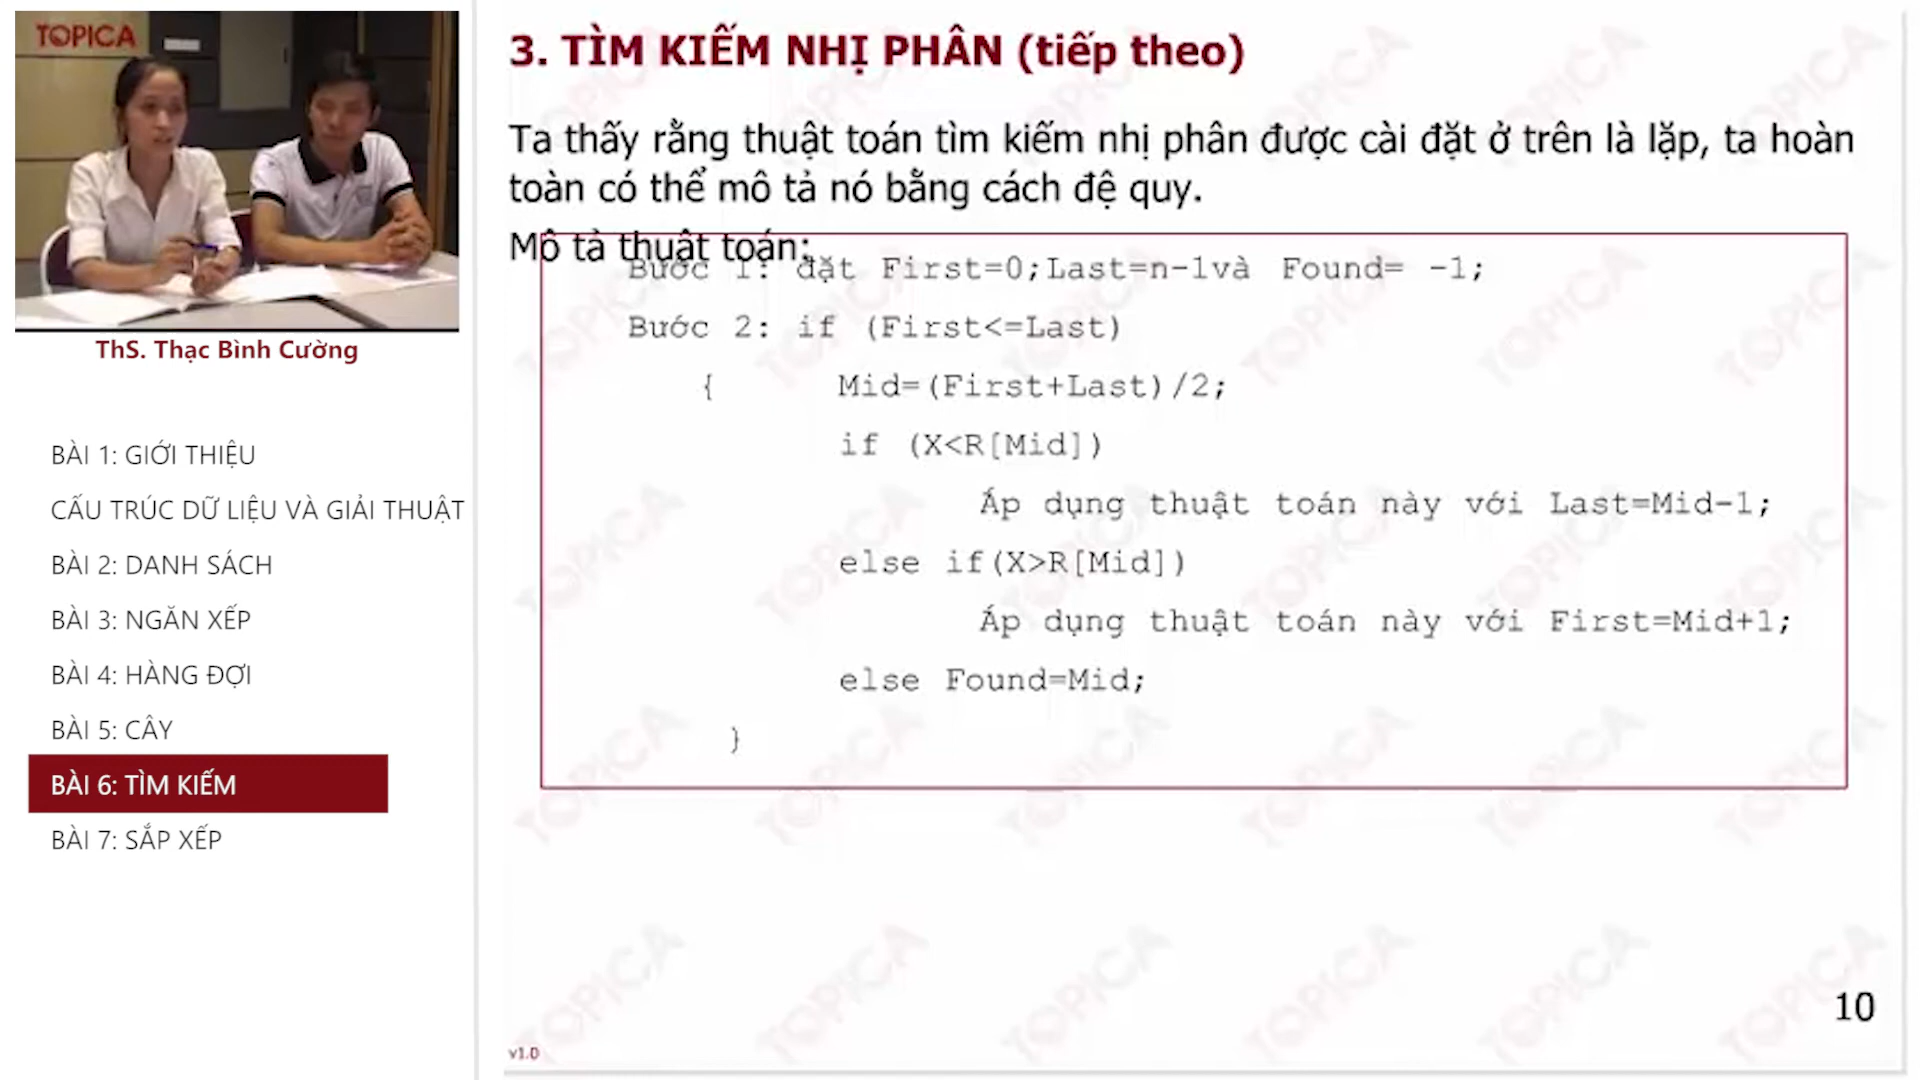 TOPICA
ThS. Thạc Bình Cường
BÀI 1: GIỚI THIỆU
CẤU TRÚC DỮ LIỆU VÀ GIẢI THUẬT
BÀI 2: DANH SÁCH
BÀI 3: NGĂN XẾP
BÀI 4: HÀNG ĐỢI
BÀI 5: CÂY
BÀI 6: TÌM KIẾM
BÀI 7: SẮP XẾP
3. TÌM KIẾM NHỊ PHÂN (tiếp theo)
Ta thấy rằng thuật toán tìm kiếm nhị phân được cài đặt ở trên là lặp, ta hoàn
toàn có thể mô tả nó bằng cách đệ quy.
Mô tả thuật toán:
Bước 1: đặt First=0;Last=n-1và Found= -1;
Bước 2: if (First<=Last)
{ Mid=(First+Last)/2;
if (X<R[Mid])
Áp dụng thuật toán này với Last=Mid-1;
else if(X>R[Mid])
Áp dụng thuật toán này với First=Mid+1;
else Found=Mid;
}
10
v1.0